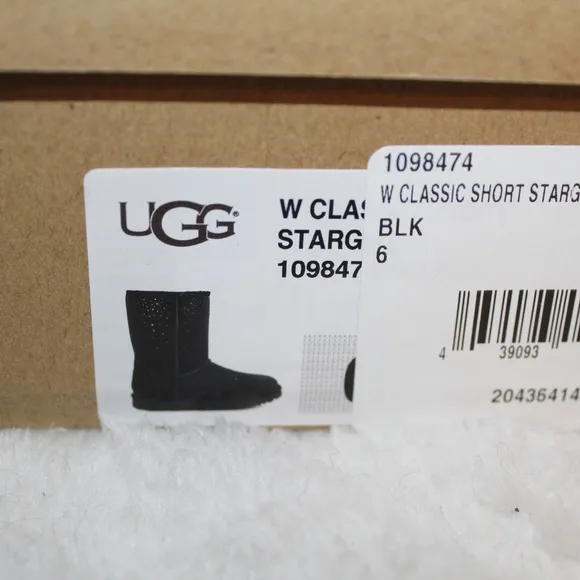 UGG®
W CLAS
STARG
109847
1098474
W CLASSIC SHORT STARG
BLK
6
4 39093
20436414